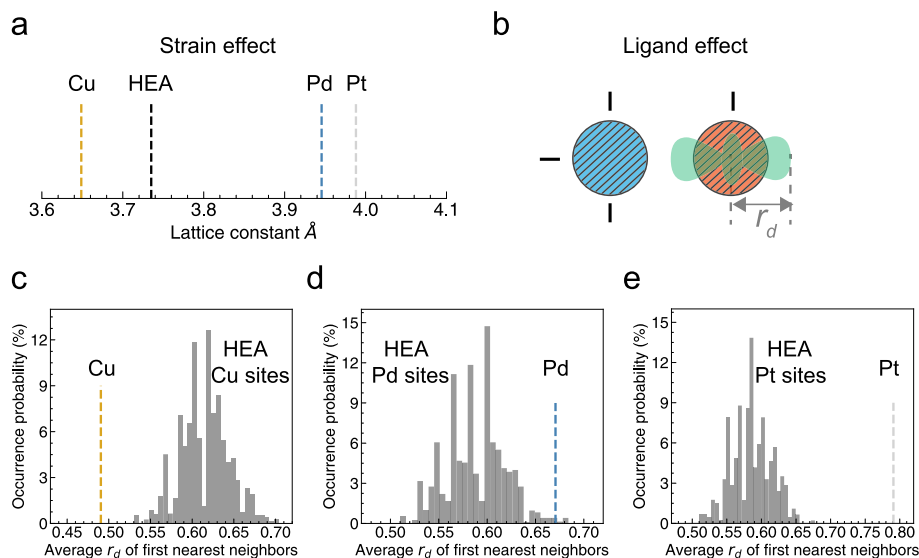 a
Strain effect
Cu HEA Pd Pt
3.6 3.7 3.8 3.9 4.0 4.1
Lattice constant Å
b
Ligand effect
r_d
c
Occurrence probability (%)
12
9
6
3
0
Cu
HEA
Cu sites
0.45 0.50 0.55 0.60 0.65 0.70
Average r_d of first nearest neighbors
d
Occurrence probability (%)
15
12
9
6
3
0
HEA
Pd sites
Pd
0.50 0.55 0.60 0.65 0.70
Average r_d of first nearest neighbors
e
Occurrence probability (%)
15
12
9
6
3
0
HEA
Pt sites
Pt
0.50 0.55 0.60 0.65 0.70 0.75 0.80
Average r_d of first nearest neighbors